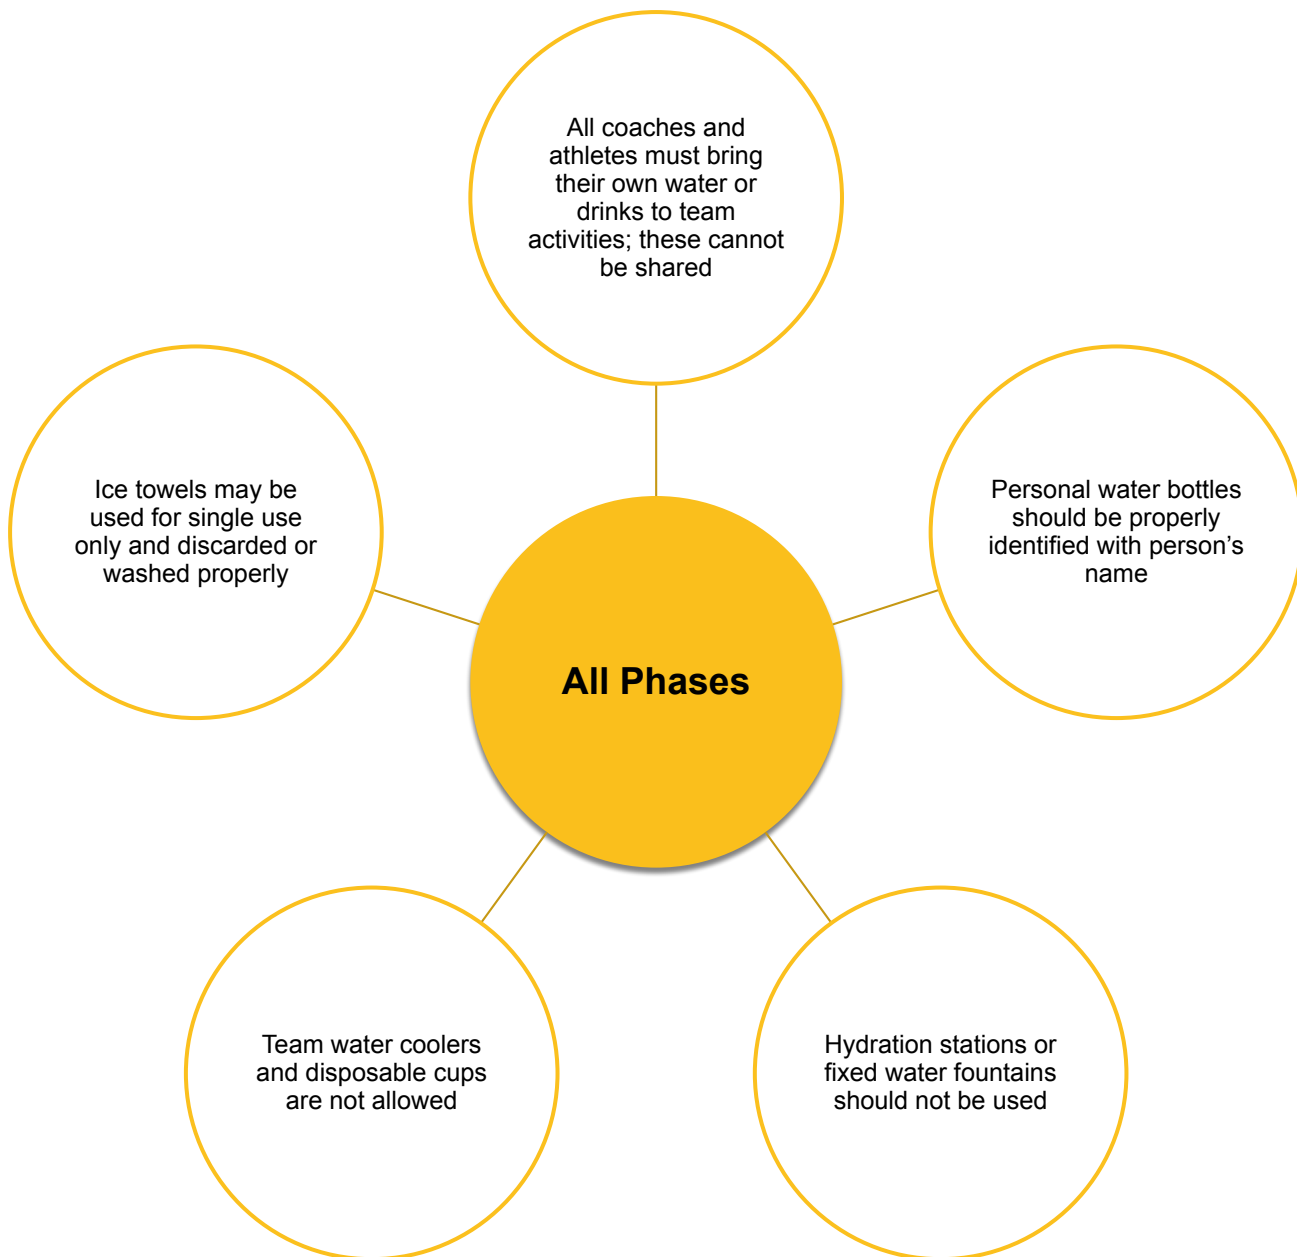 All coaches and
athletes must bring
their own water or
drinks to team
activities; these cannot
be shared
Ice towels may be
used for single use
only and discarded or
washed properly
Personal water bottles
should be properly
identified with person’s
name
All Phases
Team water coolers
and disposable cups
are not allowed
Hydration stations or
fixed water fountains
should not be used